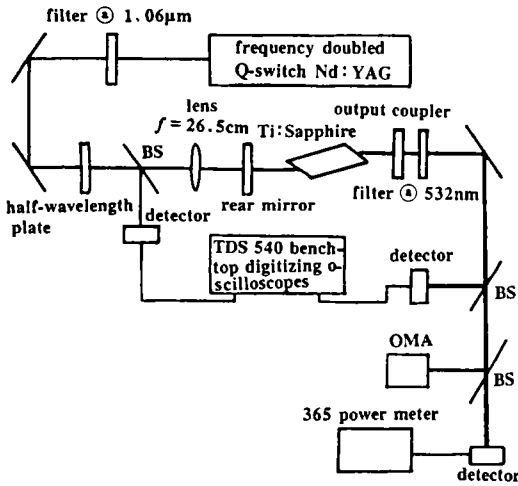 filter @ 1.06μm
frequency doubled
Q-switch Nd:YAG
lens
f = 26.5cm
Ti:Sapphire
output coupler
BS
half-wavelength
plate
detector
rear mirror
filter @ 532nm
TDS 540 bench-
top digitizing o-
scilloscopes
detector
BS
OMA
BS
365 power meter
detector